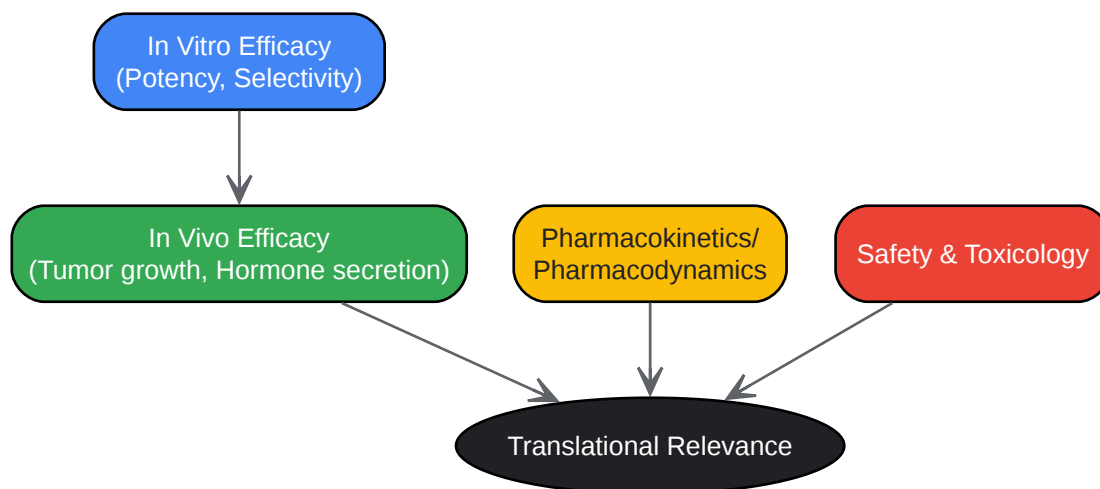 In Vitro Efficacy
(Potency, Selectivity)
In Vivo Efficacy
(Tumor growth, Hormone secretion)
Pharmacokinetics/
Pharmacodynamics
Safety & Toxicology
Translational Relevance